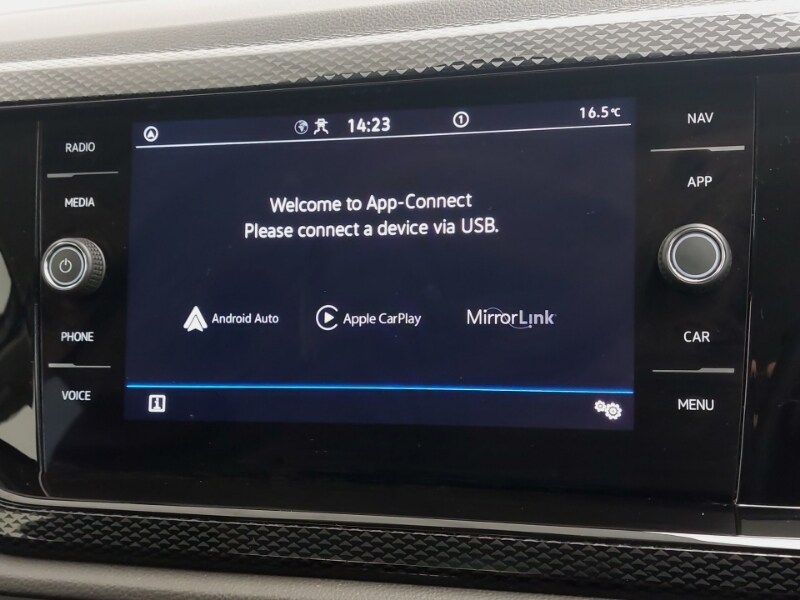 14:23
1
16.5°C
RADIO
MEDIA
PHONE
VOICE
Welcome to App-Connect
Please connect a device via USB.
Android Auto
Apple CarPlay
MirrorLink
i
NAV
APP
CAR
MENU